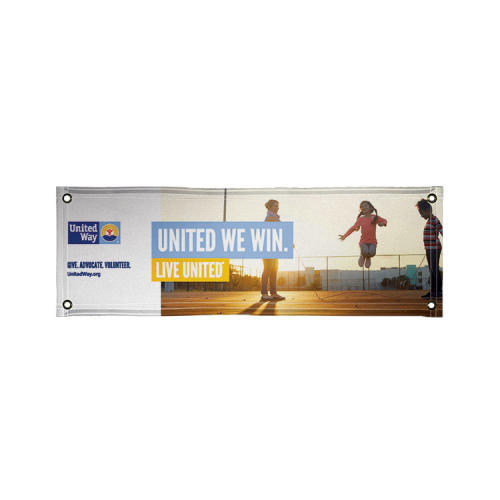 United
Way
GIVE. ADVOCATE. VOLUNTEER.
UnitedWay.org
UNITED WE WIN.
LIVE UNITED